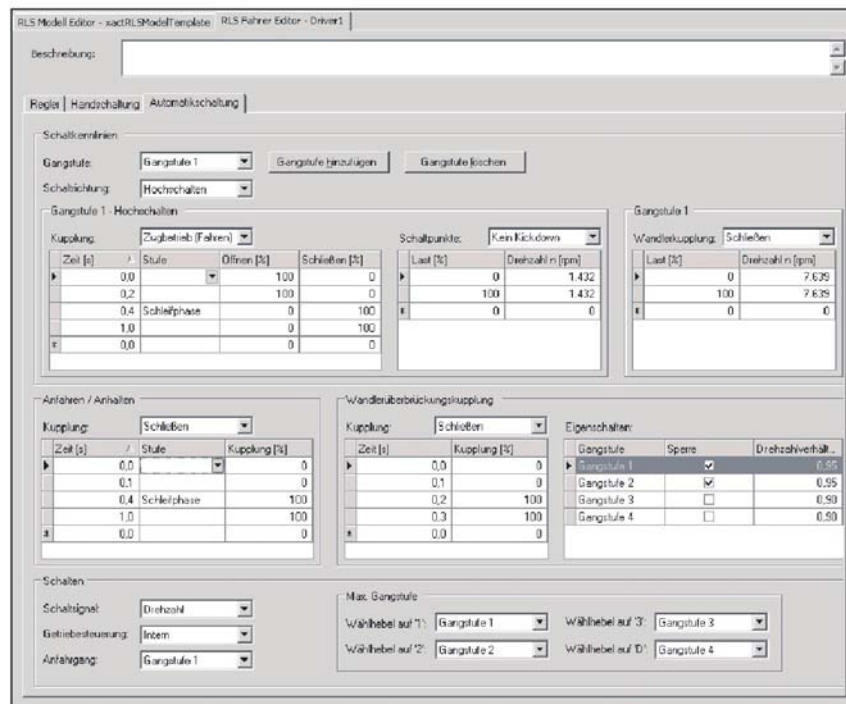 RLS Modell Editor - xactRLSModelTemplate RLS Fahrer Editor - Driver1
Beschreibung:
Regler Handschaltung Automatikschaltung
Schaltkennlinien
Gangstufe: Gangstufe 1 Gangstufe hinzufügen Gangstufe löschen
Schaltrichtung: Hochschalten
Gangstufe 1 - Hochschalten Gangstufe 1
Kupplung: Zugbetrieb (Fahren) Schaltpunkte: Kein Kickdown Wandlerkupplung: Schließen
Zeit [s] Stufe Öffnen [%] Schließen [%] Last [%] Drehzahl n [rpm] Last [%] Drehzahl n [rpm]
0,0 100 0 0 1.432 0 7.639
0,2 100 0 100 1.432 100 7.639
0,4 Schleifphase 0 100 0 0 0 0
1,0 0 100
0,0 0 0
Anfahren / Anhalten Wandlerüberbrückungskupplung
Kupplung: Schließen Kupplung: Schließen Eigenschaften:
Zeit [s] Stufe Kupplung [%] Zeit [s] Kupplung [%] Gangstufe Sperre Drehzahlverhält...
0,0 0 0,0 0 Gangstufe 1 0,95
0,1 0 0,1 0 Gangstufe 2 0,95
0,4 Schleifphase 100 0,2 100 Gangstufe 3 0,90
1,0 100 0,3 100 Gangstufe 4 0,90
0,0 0 0,0 0
Schalten
Max. Gangstufe
Schaltsignal: Drehzahl Wählhebel auf '1': Gangstufe 1 Wählhebel auf '3': Gangstufe 3
Getriebesteuerung: Intern Wählhebel auf '2': Gangstufe 2 Wählhebel auf 'D': Gangstufe 4
Anfahrgang: Gangstufe 1